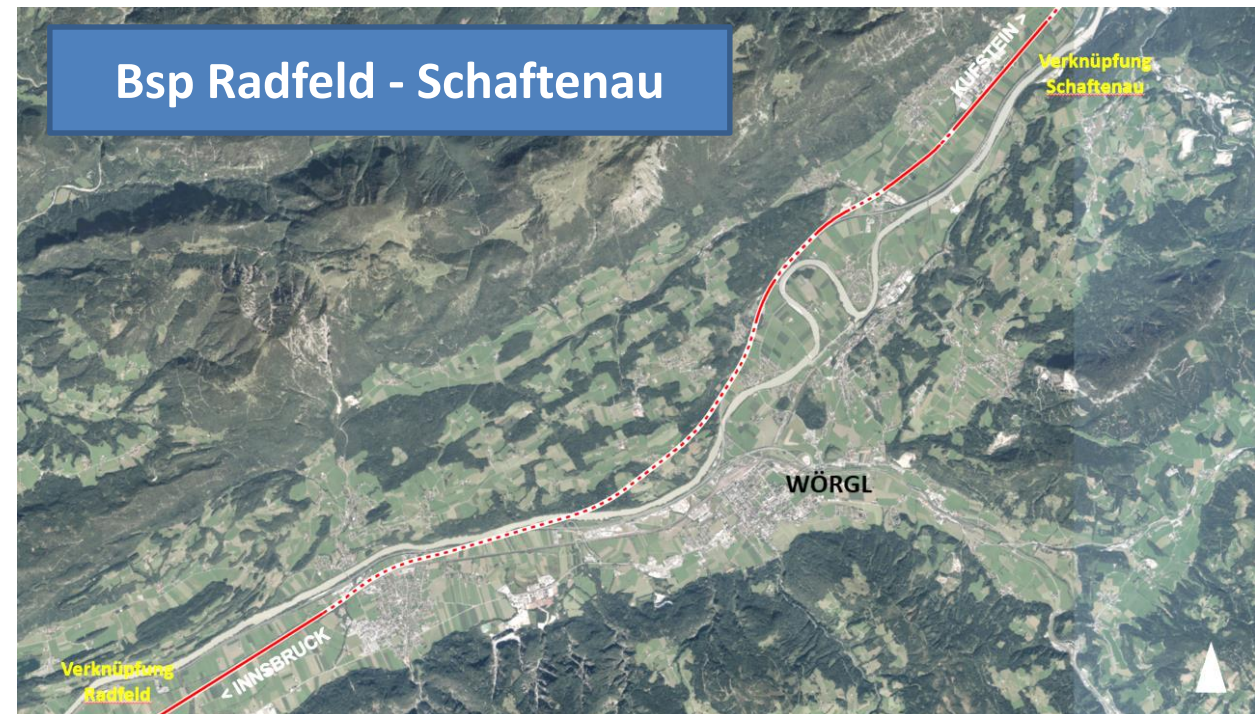 Bsp Radfeld - Schaftenau
KUFSTEIN >
Verknüpfung
Schaftenau
WÖRGL
< INNSBRUCK
Verknüpfung
Radfeld